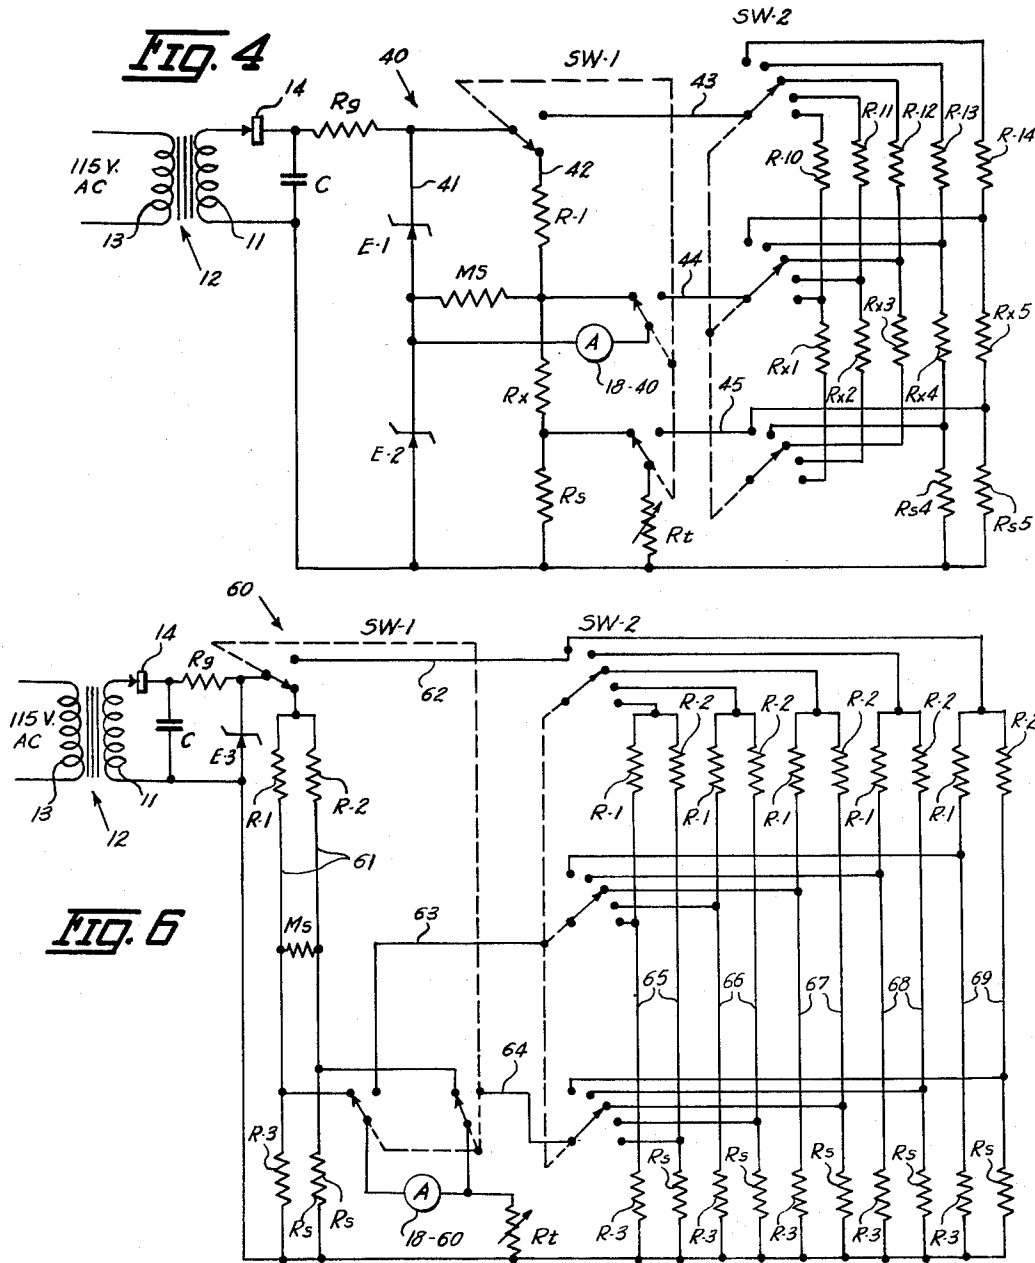 FIG. 4
SW-2
SW-1
40
14
Rg
43
42
R-11
R-12
R-13
R-14
R-10
115 V.
AC
C
41
R-1
13
11
12
E-1
MS
44
A
18-40
Rx
Rx1
Rx2
Rx3
Rx4
Rx5
45
E-2
Rs
Rt
Rs4
Rs5
60
SW-1
SW-2
14
Rg
62
115 V.
AC
C
E-3
13
11
12
R-1
R-2
R-2
R-2
R-2
R-2
R-2
R-1
R-1
R-1
R-1
R-1
61
FIG. 6
Ms
63
65
66
67
68
69
64
R-3
Rs
Rs
A
18-60
Rt
Rs
Rs
Rs
Rs
Rs
R-3
R-3
R-3
R-3
R-3